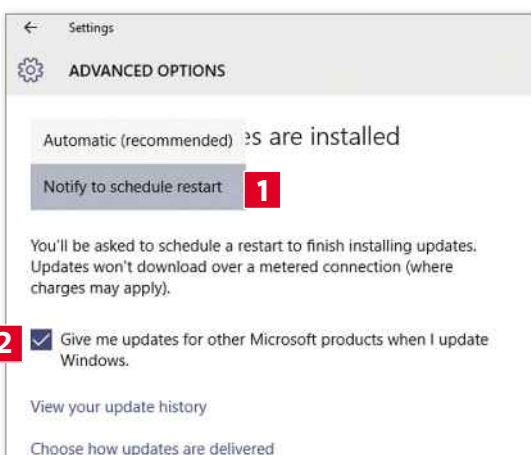 Settings
ADVANCED OPTIONS
Automatic (recommended) es are installed
Notify to schedule restart 1
You'll be asked to schedule a restart to finish installing updates.
Updates won't download over a metered connection (where
charges may apply).
2 Give me updates for other Microsoft products when I update
Windows.
View your update history
Choose how updates are delivered